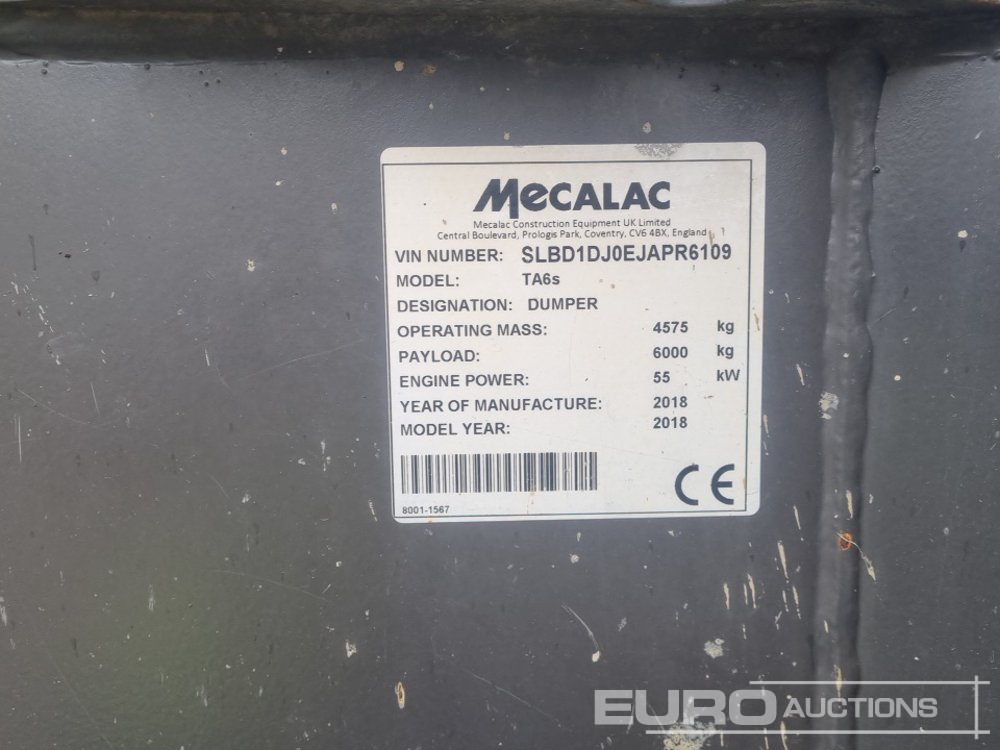 MECALAC
Mecalac Construction Equipment UK Limited
Central Boulevard, Prologis Park, Coventry, CV6 4BX, England
VIN NUMBER: SLBD1DJ0EJAPR6109
MODEL: TA6s
DESIGNATION: DUMPER
OPERATING MASS: 4575 kg
PAYLOAD: 6000 kg
ENGINE POWER: 55 kW
YEAR OF MANUFACTURE: 2018
MODEL YEAR: 2018
8001-1567
CE
EURO AUCTIONS